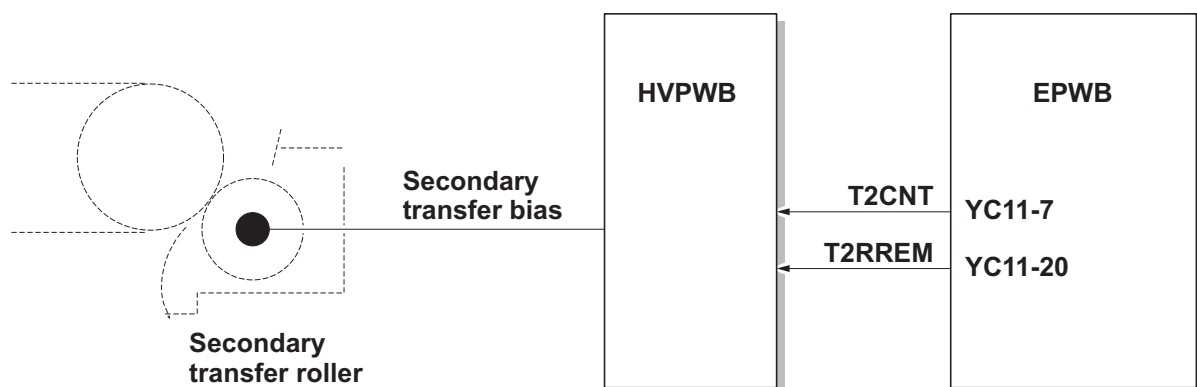 HVPWB
EPWB
Secondary
transfer bias
T2CNT
YC11-7
T2RREM
YC11-20
Secondary
transfer roller